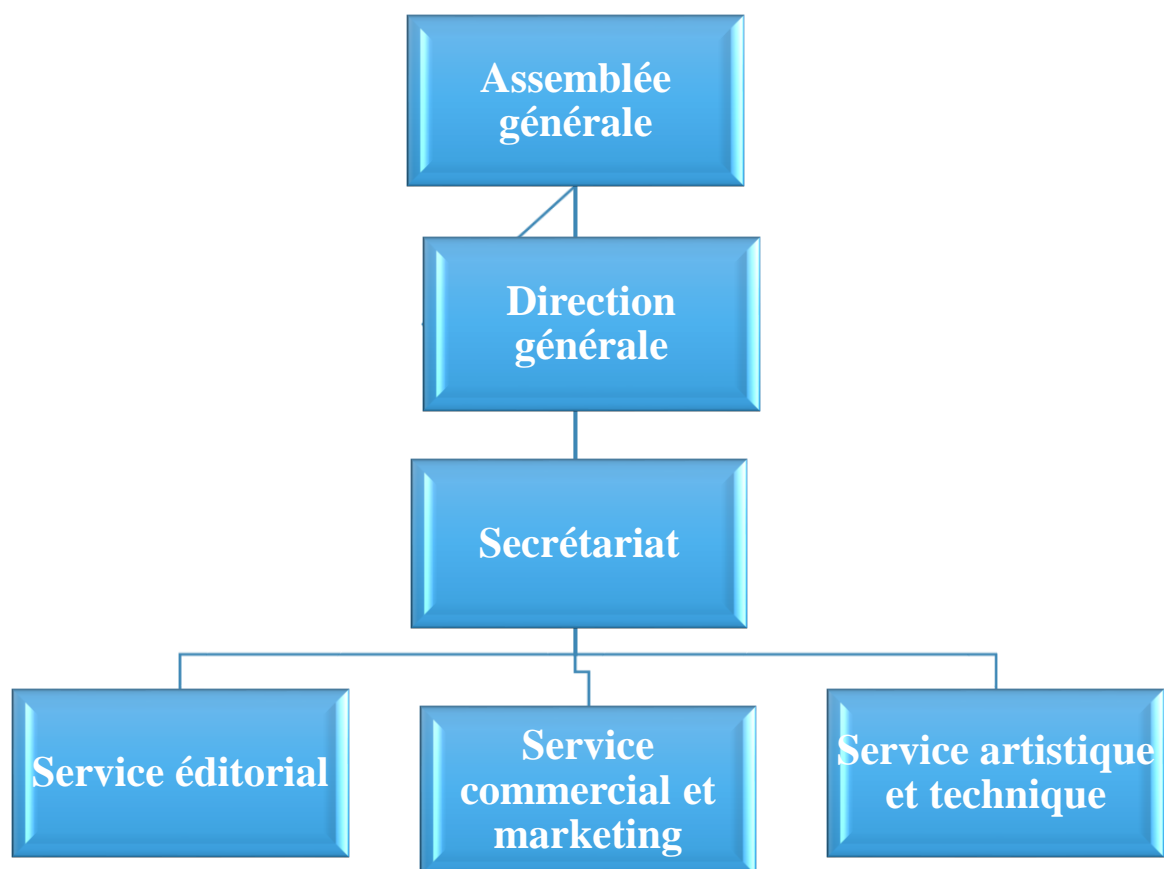 Assemblée
générale
Direction
générale
Secrétariat
Service éditorial
Service
commercial et
marketing
Service artistique
et technique